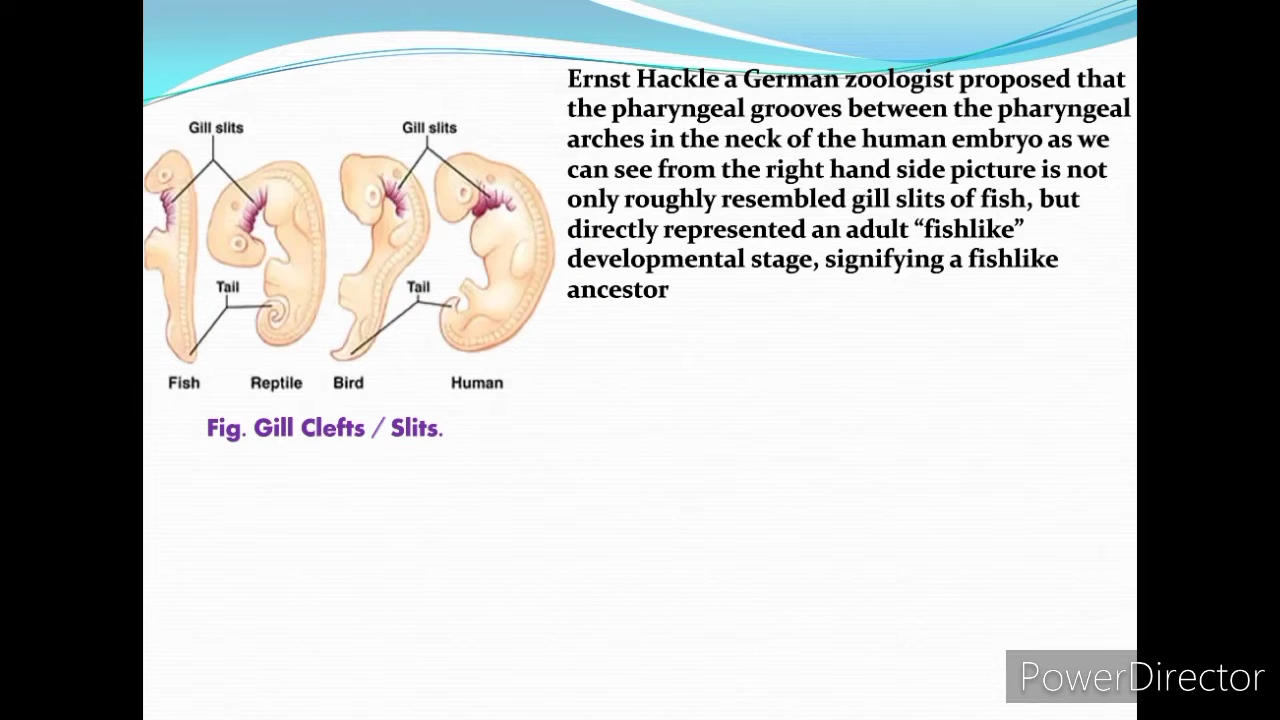 Ernst Hackle a German zoologist proposed that
the pharyngeal grooves between the pharyngeal
arches in the neck of the human embryo as we
can see from the right hand side picture is not
only roughly resembled gill slits of fish, but
directly represented an adult “fishlike”
developmental stage, signifying a fishlike
ancestor
Gill slits
Gill slits
Tail
Tail
Fish
Reptile
Bird
Human
Fig. Gill Clefts / Slits.
PowerDirector